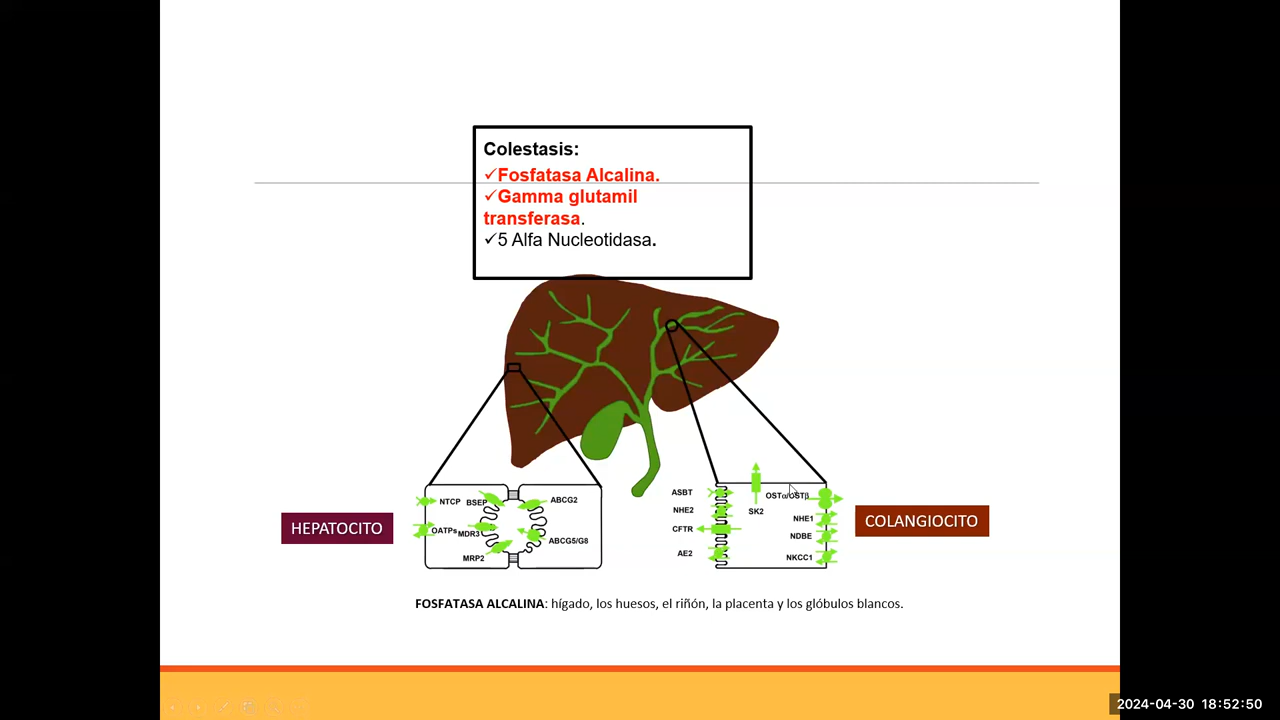 Colestasis:
✓Fosfatasa Alcalina.
✓Gamma glutamil
transferasa.
✓5 Alfa Nucleotidasa.
NTCP
BSEP
ABCG2
OATPs
MDR3
ABCG5/G8
MRP2
HEPATOCITO
ASBT
OSTα/OSTβ
NHE2
SK2
NHE1
CFTR
NDBE
AE2
NKCC1
COLANGIOCITO
FOSFATASA ALCALINA: hígado, los huesos, el riñón, la placenta y los glóbulos blancos.
2024-04-30 18:52:50